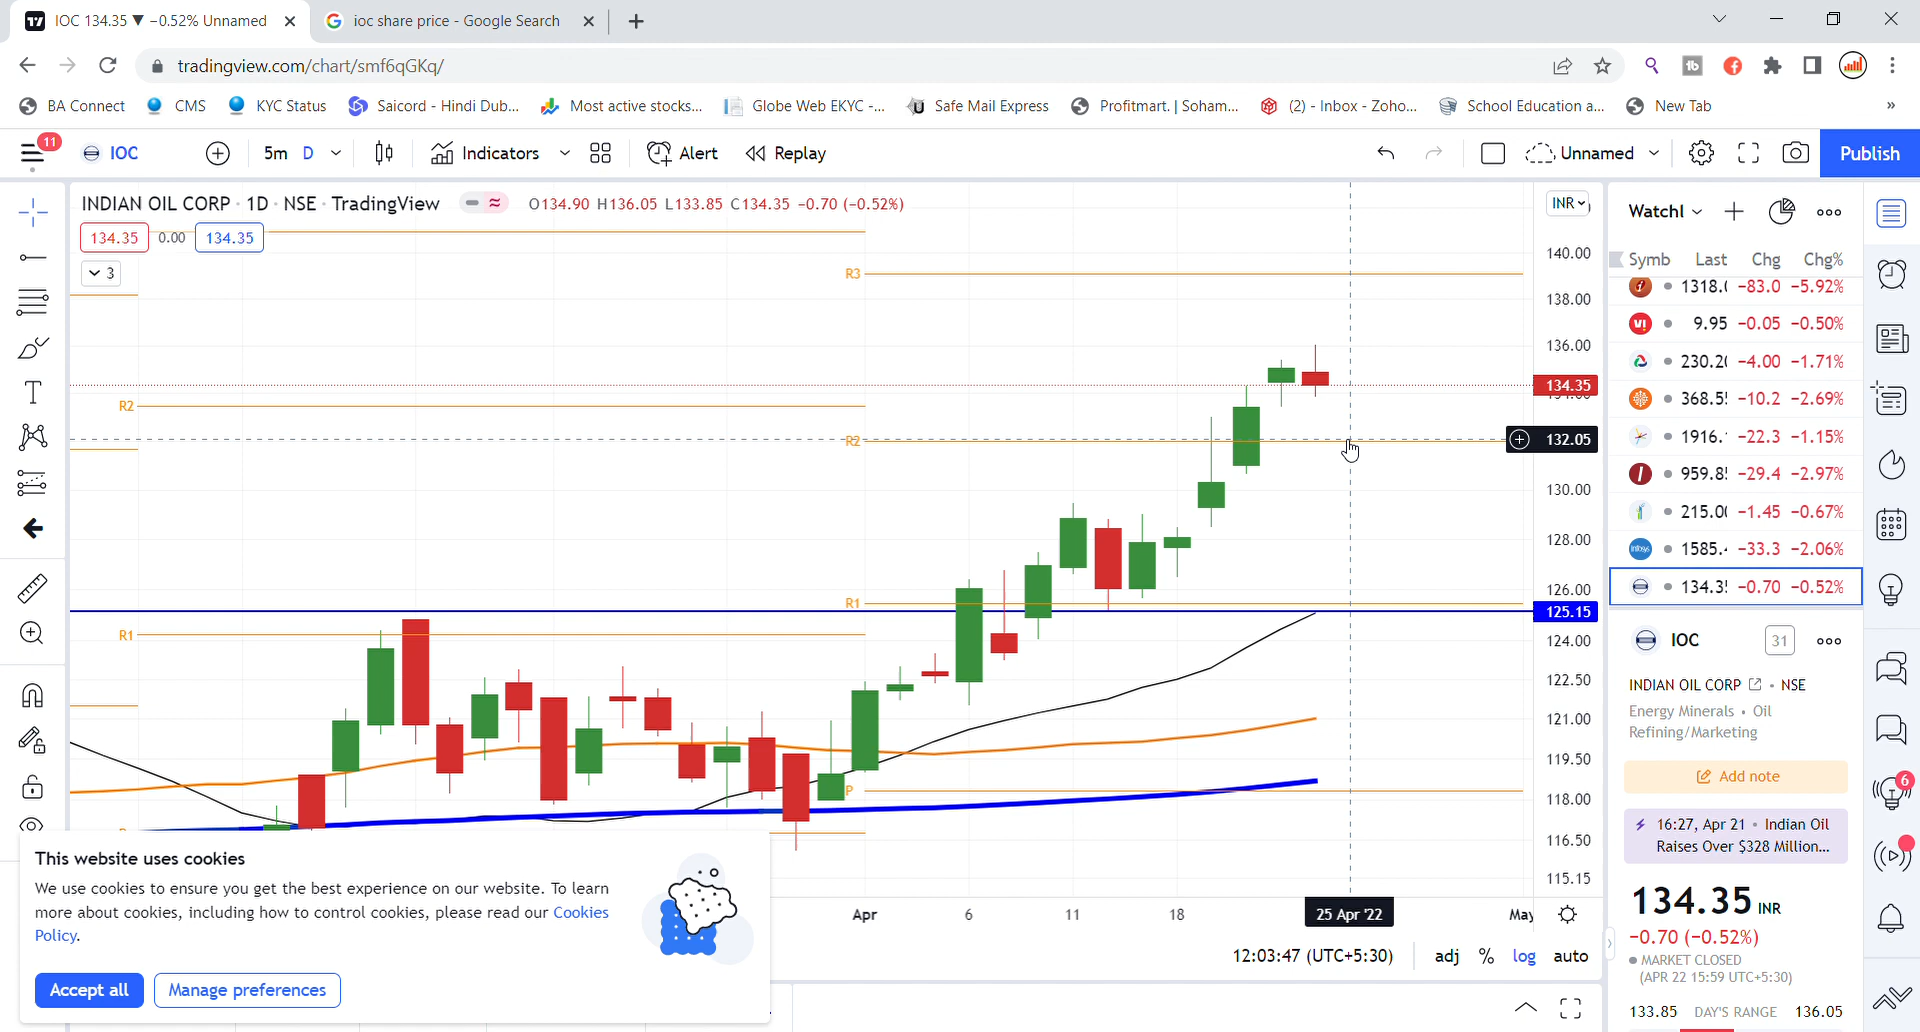 IOC 134.35 ▼ −0.52% Unnamed
ioc share price - Google Search
tradingview.com/chart/smf6qGKq/
BA Connect
CMS
KYC Status
Saicord - Hindi Dub...
Most active stocks...
Globe Web EKYC -...
Safe Mail Express
Profitmart. | Soham...
(2) - Inbox - Zoho...
School Education a...
New Tab
»
11
IOC
5m D
Indicators
Alert
Replay
Unnamed
Publish
INDIAN OIL CORP · 1D · NSE · TradingView
O134.90 H136.05 L133.85 C134.35 −0.70 (−0.52%)
134.35 0.00 134.35
3
INR
140.00
138.00
136.00
134.35
132.05
130.00
128.00
126.00
125.15
124.00
122.50
121.00
119.50
118.00
116.50
115.15
R3
R2
R2
R1
R1
P
Apr 6 11 18 25 Apr '22 May
12:03:47 (UTC+5:30) adj % log auto
This website uses cookies
We use cookies to ensure you get the best experience on our website. To learn
more about cookies, including how to control cookies, please read our Cookies
Policy.
Accept all
Manage preferences
Watchl
Symb Last Chg Chg%
1318.0 −83.0 −5.92%
9.95 −0.05 −0.50%
230.20 −4.00 −1.71%
368.5 −10.2 −2.69%
1916. −22.3 −1.15%
959.8 −29.4 −2.97%
215.00 −1.45 −0.67%
1585. −33.3 −2.06%
134.3 −0.70 −0.52%
IOC
31
INDIAN OIL CORP • NSE
Energy Minerals • Oil
Refining/Marketing
Add note
16:27, Apr 21 • Indian Oil
Raises Over $328 Million...
134.35 INR
−0.70 (−0.52%)
MARKET CLOSED
(APR 22 15:59 UTC+5:30)
133.85 DAY'S RANGE 136.05
6